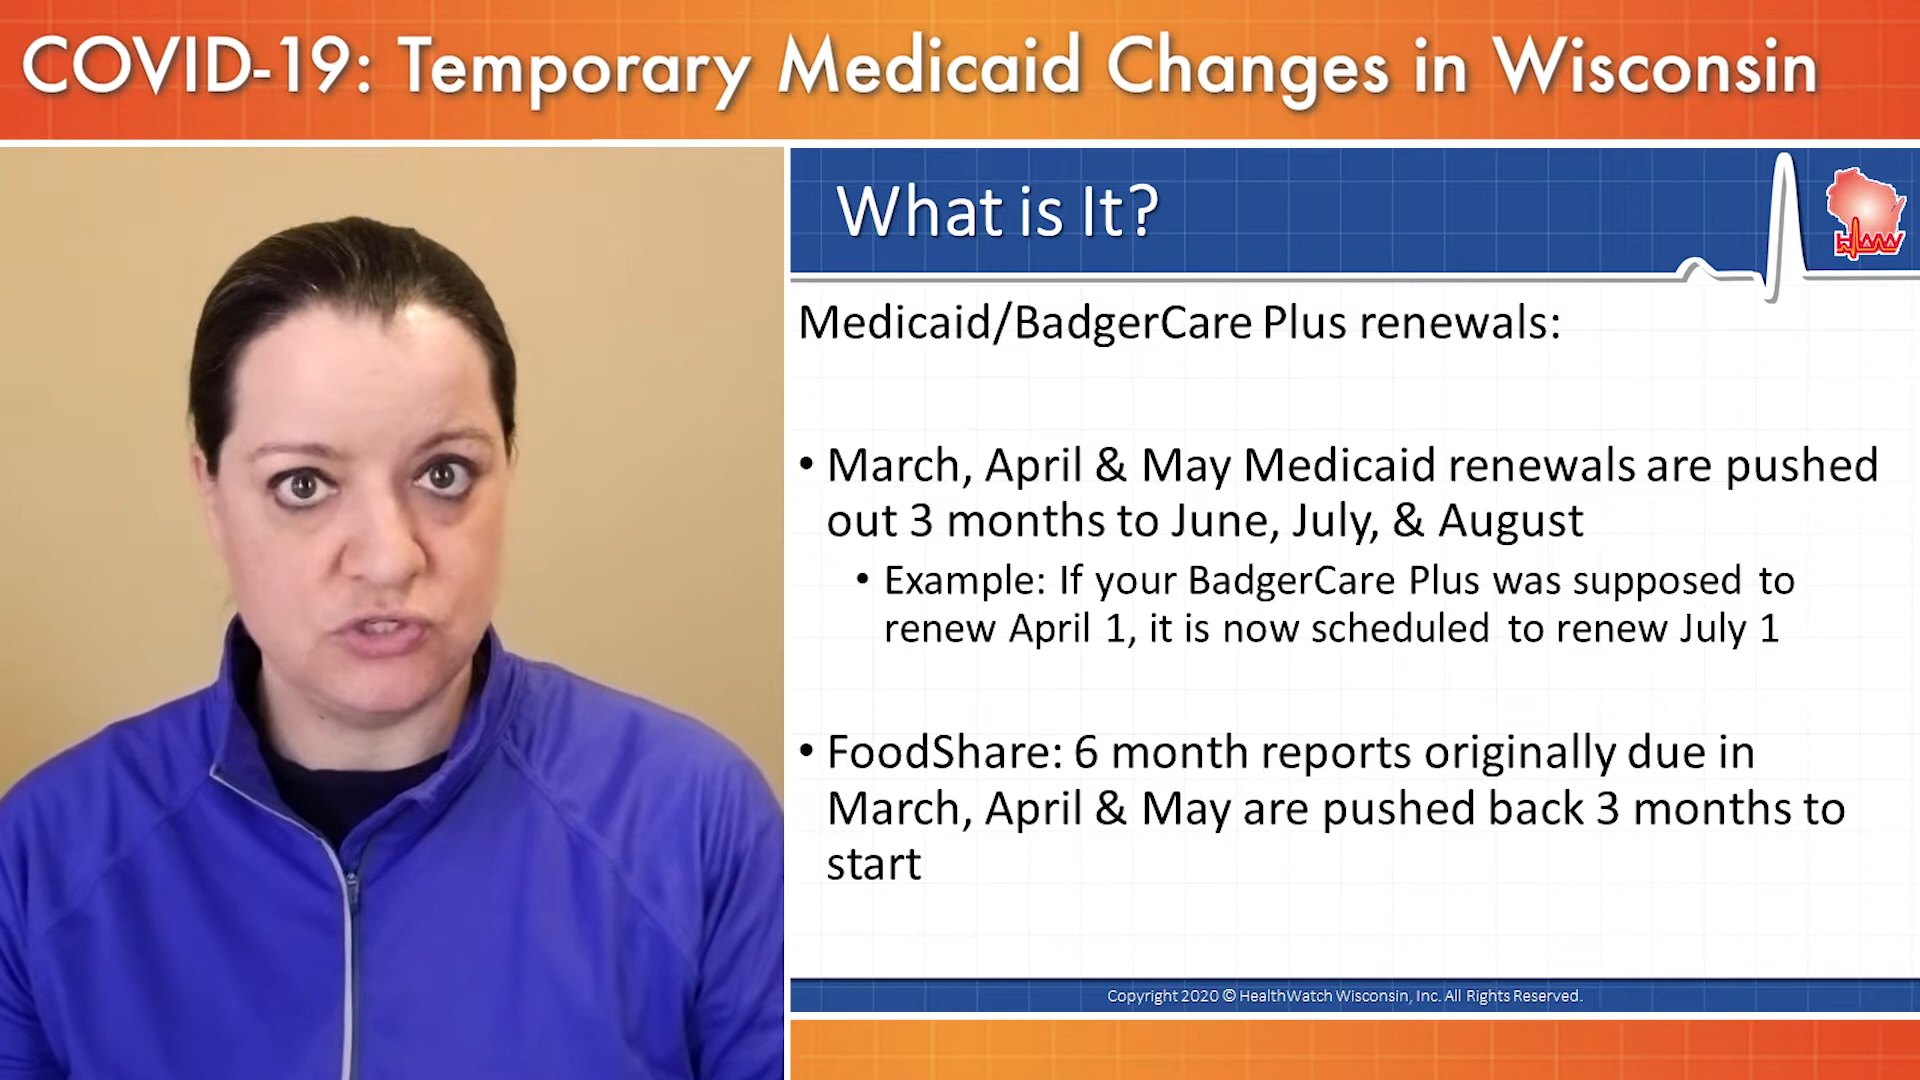 COVID-19: Temporary Medicaid Changes in Wisconsin
What is It?
HWW
Medicaid/BadgerCare Plus renewals:
• March, April & May Medicaid renewals are pushed
out 3 months to June, July, & August
• Example: If your BadgerCare Plus was supposed to
renew April 1, it is now scheduled to renew July 1
• FoodShare: 6 month reports originally due in
March, April & May are pushed back 3 months to
start
Copyright 2020 © HealthWatch Wisconsin, Inc. All Rights Reserved.